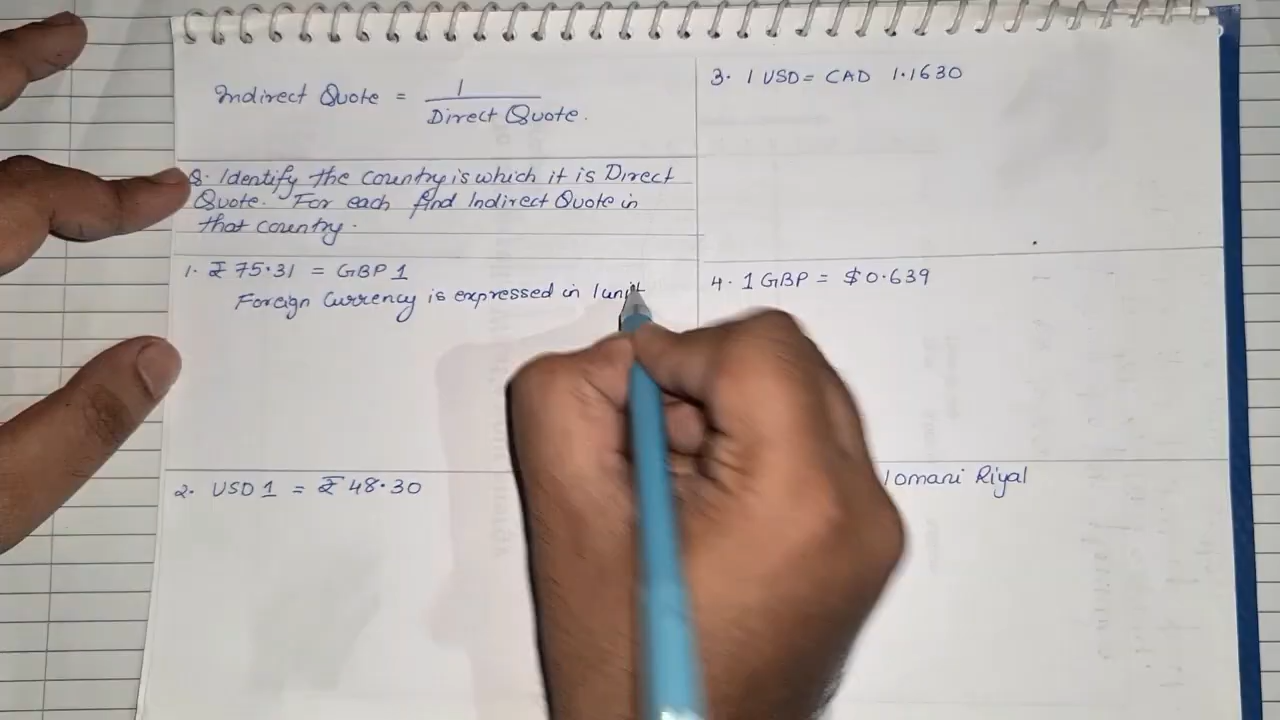 Indirect Quote = 1
Direct Quote.
Q. Identify the country is which it is Direct
Quote. For each find Indirect Quote in
that country.
1. ₹ 75.31 = GBP 1
Foreign Currency is expressed in 1 unit
2. USD 1 = ₹ 48.30
3. 1 USD = CAD 1.1630
4. 1 GBP = $ 0.639
1 Omani Riyal